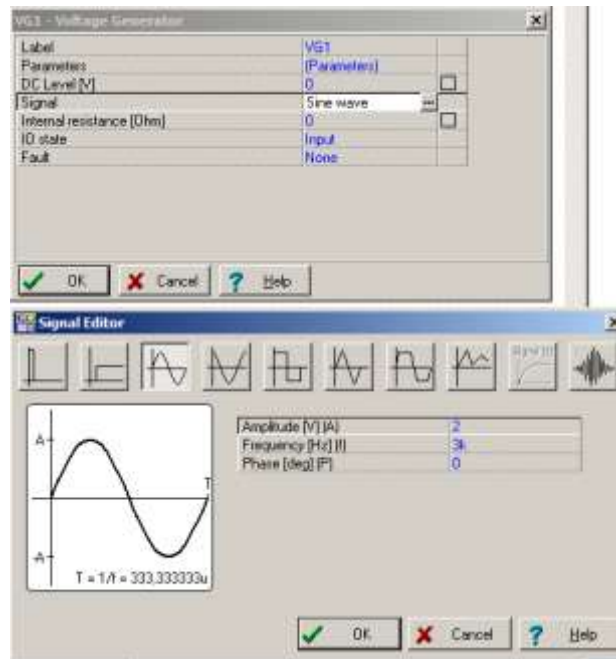 VG1 - Voltage Generator
Label VG1
Parameters (Parameters)
DC Level [V] 0
Signal Sine wave ...
Internal resistance [Ohm] 0
IO state Input
Fault None
OK Cancel ? Help
Signal Editor
A
T
-A
T = 1/f = 333,333333u
Amplitude [V] (A) 2
Frequency [Hz] (f) 3k
Phase [deg] (P) 0
OK Cancel ? Help